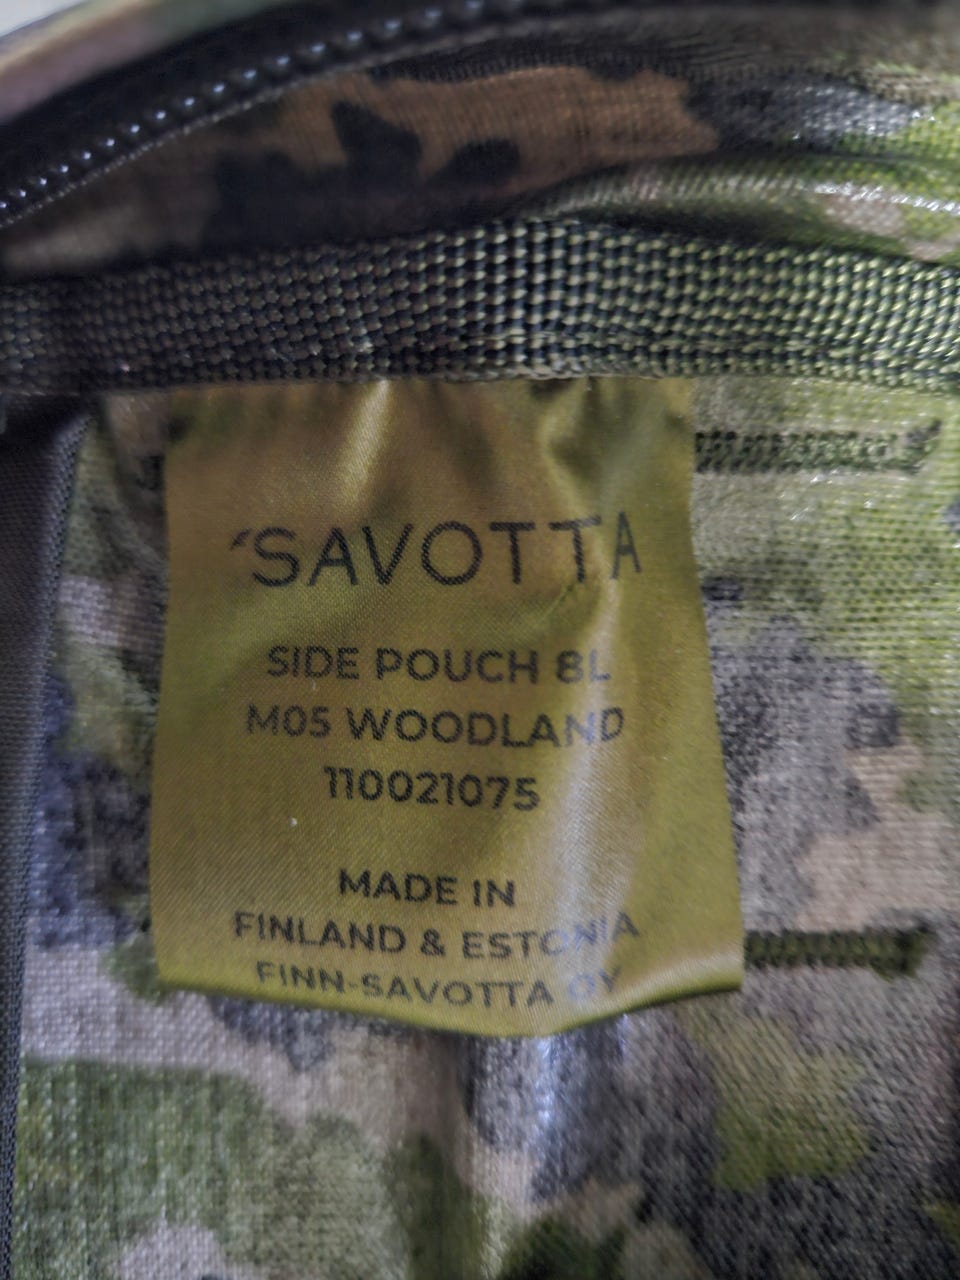 ´SAVOTTA
SIDE POUCH 8L
M05 WOODLAND
110021075
MADE IN
FINLAND & ESTONIA
FINN-SAVOTTA OY